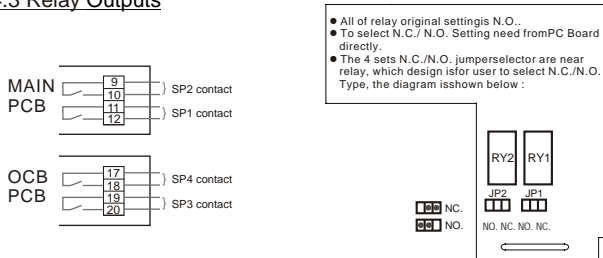 Relay Outputs
MAIN
PCB
9
10
11
12
SP2 contact
SP1 contact
OCB
PCB
17
18
19
20
SP4 contact
SP3 contact
● All of relay original settingis N.O..
● To select N.C./ N.O. Setting need fromPC Board
directly.
● The 4 sets N.C./N.O. jumperselector are near
relay, which design isfor user to select N.C./N.O.
Type, the diagram isshown below :
RY2 RY1
JP2 JP1
NC.
NO.
NO. NC. NO. NC.